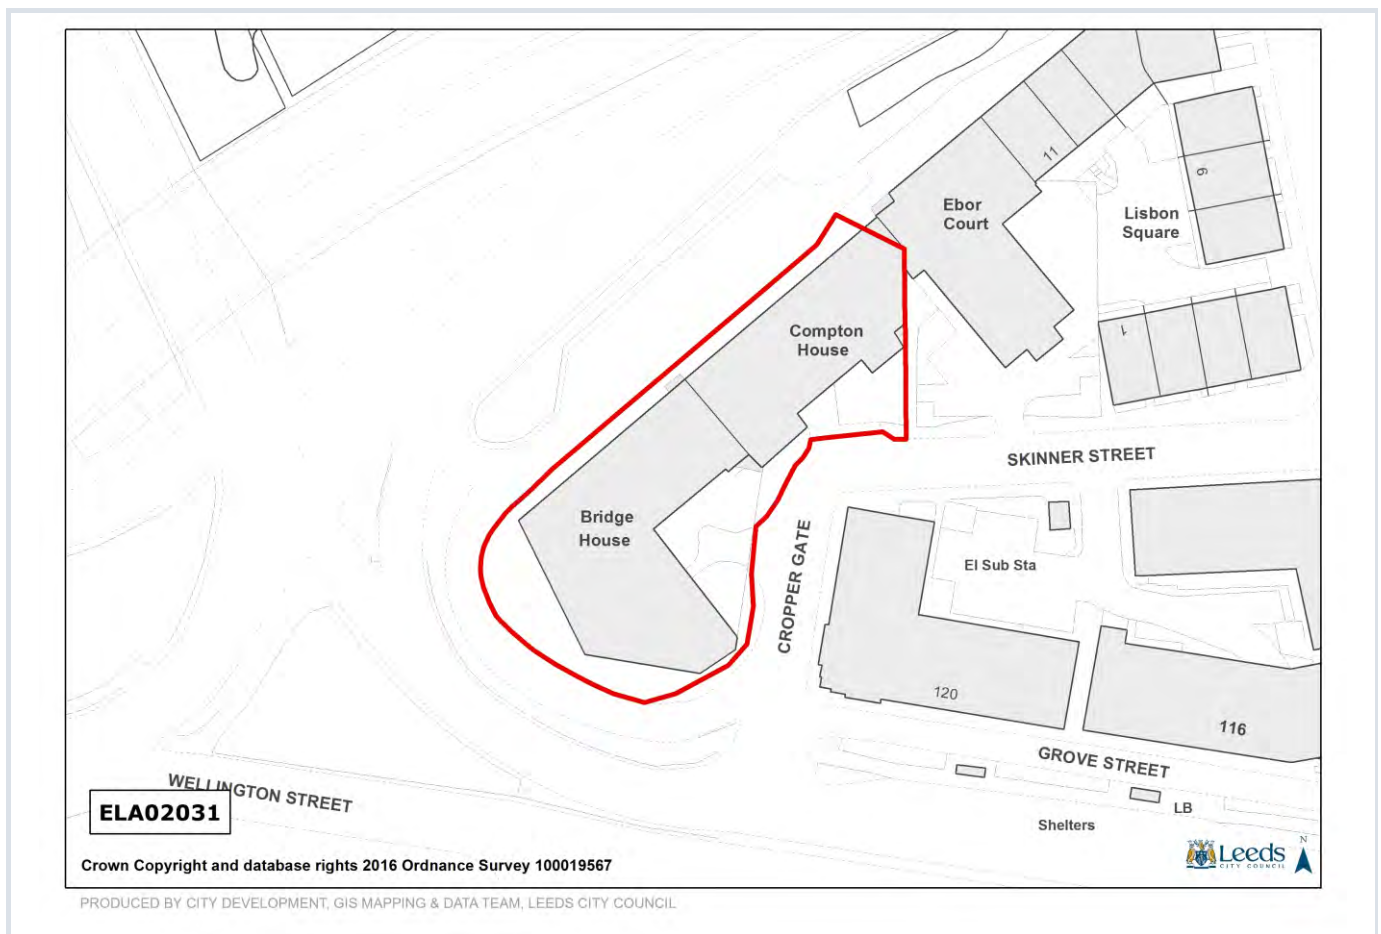 Ebor
Court
11
Lisbon
Square
6
1
Compton
House
SKINNER STREET
Bridge
House
CROPPER GATE
El Sub Sta
120
116
GROVE STREET
LB
Shelters
WELLINGTON STREET
ELA02031
Crown Copyright and database rights 2016 Ordnance Survey 100019567
Leeds
CITY COUNCIL
N
PRODUCED BY CITY DEVELOPMENT, GIS MAPPING & DATA TEAM, LEEDS CITY COUNCIL